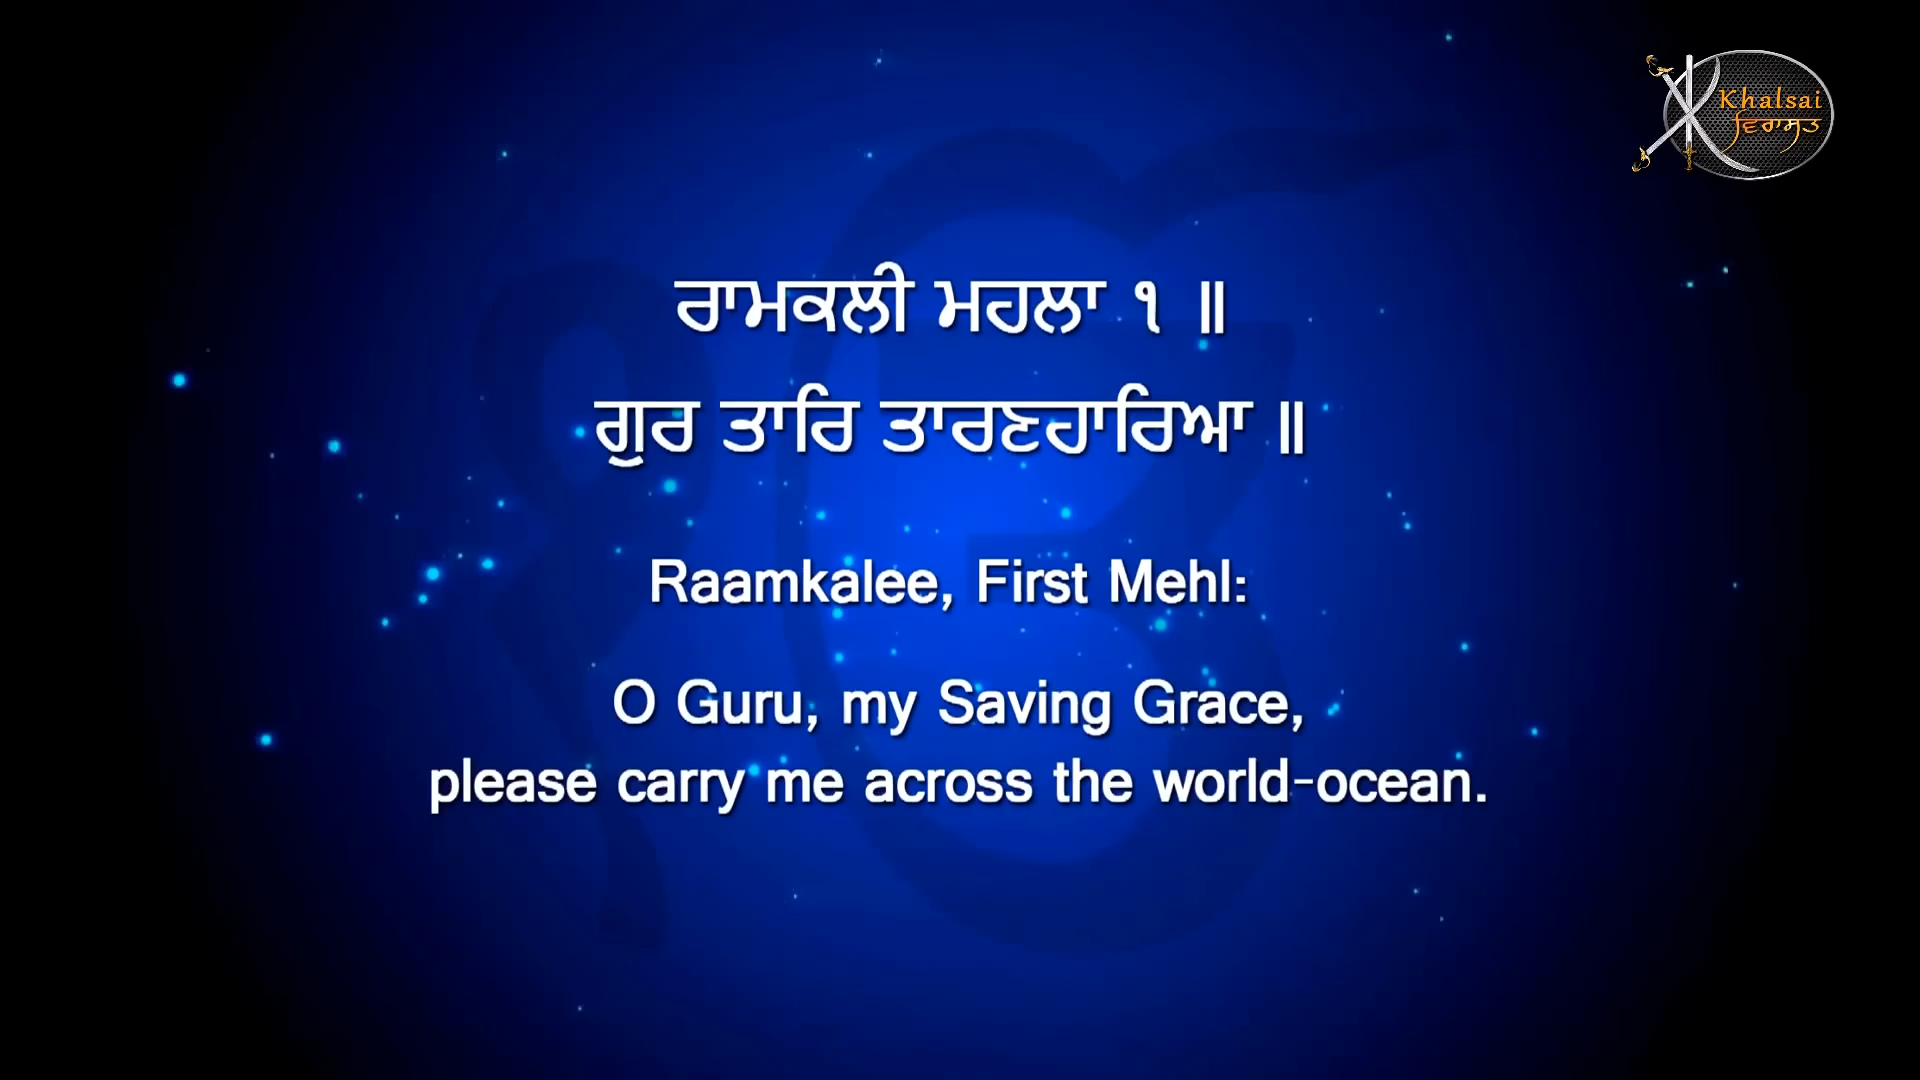 Khalsai
ਵਿਰਾਸਤ
ਰਾਮਕਲੀ ਮਹਲਾ ੧ ॥
ਗੁਰ ਤਾਰਿ ਤਾਰਣਹਾਰਿਆ ॥
Raamkalee, First Mehl:
O Guru, my Saving Grace,
please carry me across the world-ocean.